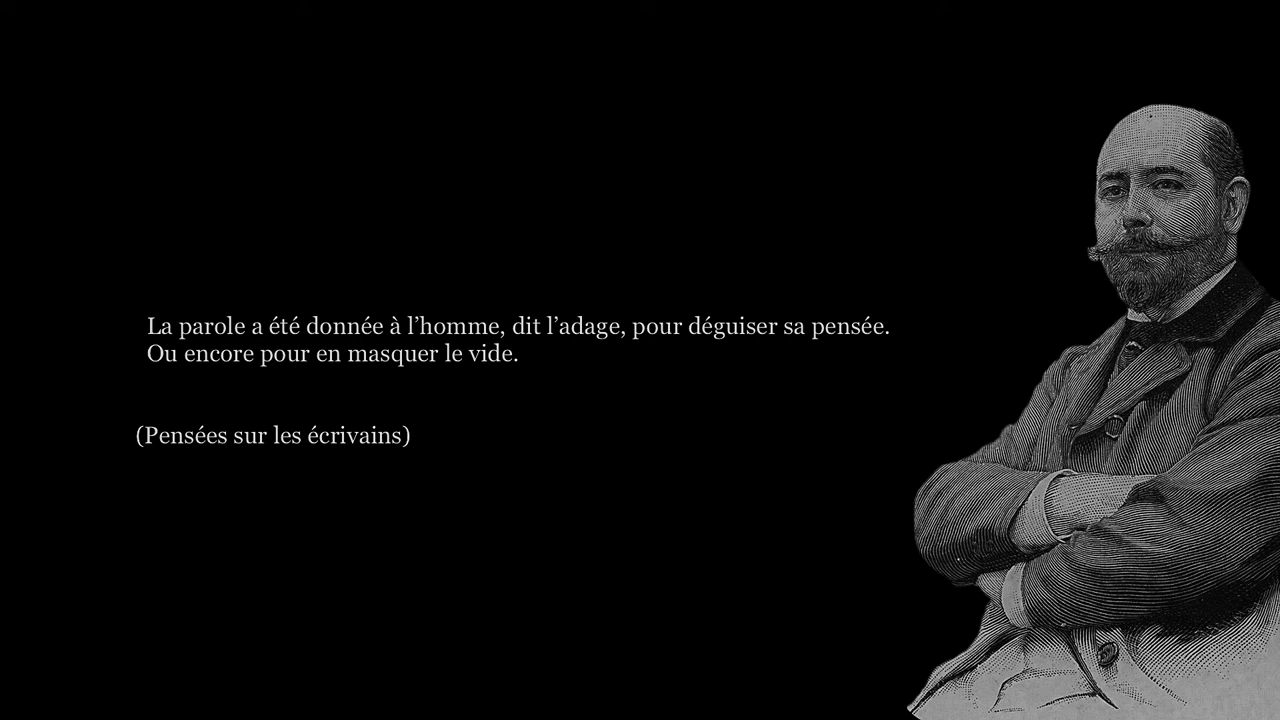 La parole a été donnée à l’homme, dit l’adage, pour déguiser sa pensée.
Ou encore pour en masquer le vide.
(Pensées sur les écrivains)